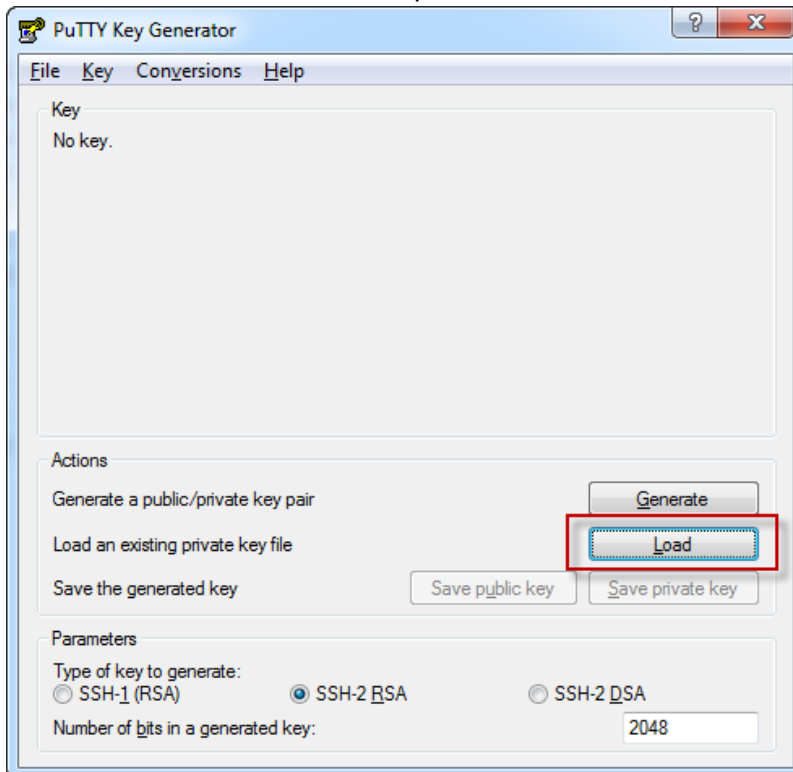 PuTTY Key Generator
File Key Conversions Help
Key
No key.
Actions
Generate a public/private key pair Generate
Load an existing private key file Load
Save the generated key Save public key Save private key
Parameters
Type of key to generate:
SSH-1 (RSA) SSH-2 RSA SSH-2 DSA
Number of bits in a generated key: 2048